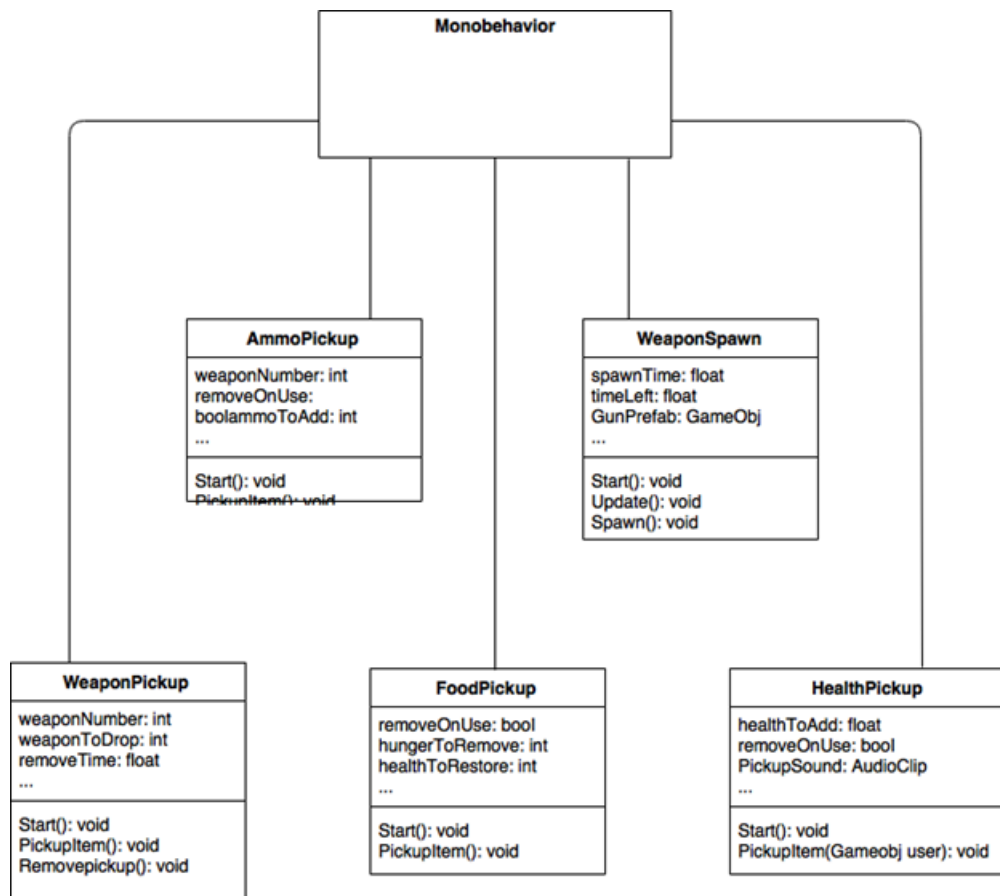 Monobehavior
AmmoPickup
weaponNumber: int
removeOnUse:
boolammoToAdd: int
...
Start(): void
PickupItem(): void
WeaponSpawn
spawnTime: float
timeLeft: float
GunPrefab: GameObj
...
Start(): void
Update(): void
Spawn(): void
WeaponPickup
weaponNumber: int
weaponToDrop: int
removeTime: float
...
Start(): void
PickupItem(): void
Removepickup(): void
FoodPickup
removeOnUse: bool
hungerToRemove: int
healthToRestore: int
...
Start(): void
PickupItem(): void
HealthPickup
healthToAdd: float
removeOnUse: bool
PickupSound: AudioClip
...
Start(): void
PickupItem(Gameobj user): void